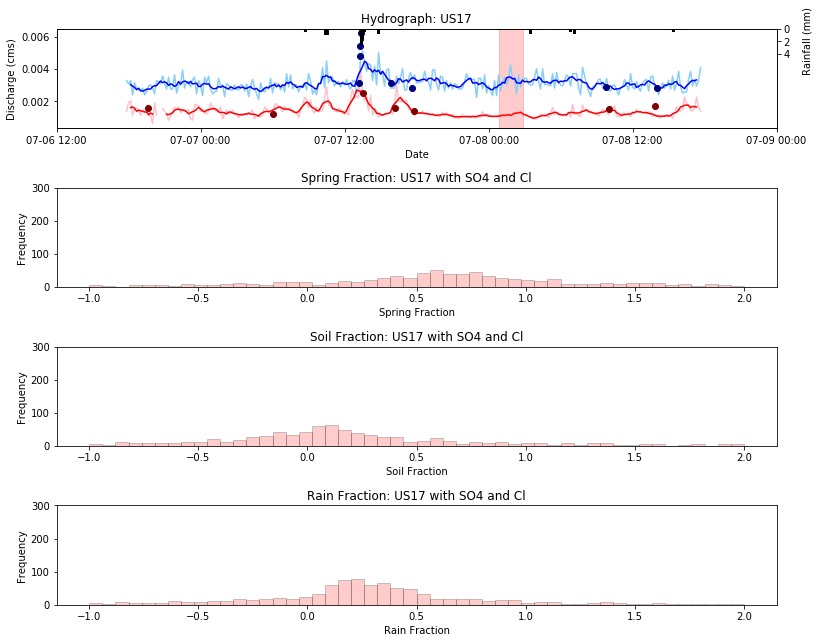 Hydrograph: US17
0.006
0.004
0.002
Discharge (cms)
0
2
4
Rainfall (mm)
07-06 12:00 07-07 00:00 07-07 12:00 07-08 00:00 07-08 12:00 07-09 00:00
Date
Spring Fraction: US17 with SO4 and Cl
300
200
100
0
Frequency
−1.0 −0.5 0.0 0.5 1.0 1.5 2.0
Spring Fraction
Soil Fraction: US17 with SO4 and Cl
300
200
100
0
Frequency
−1.0 −0.5 0.0 0.5 1.0 1.5 2.0
Soil Fraction
Rain Fraction: US17 with SO4 and Cl
300
200
100
0
Frequency
−1.0 −0.5 0.0 0.5 1.0 1.5 2.0
Rain Fraction